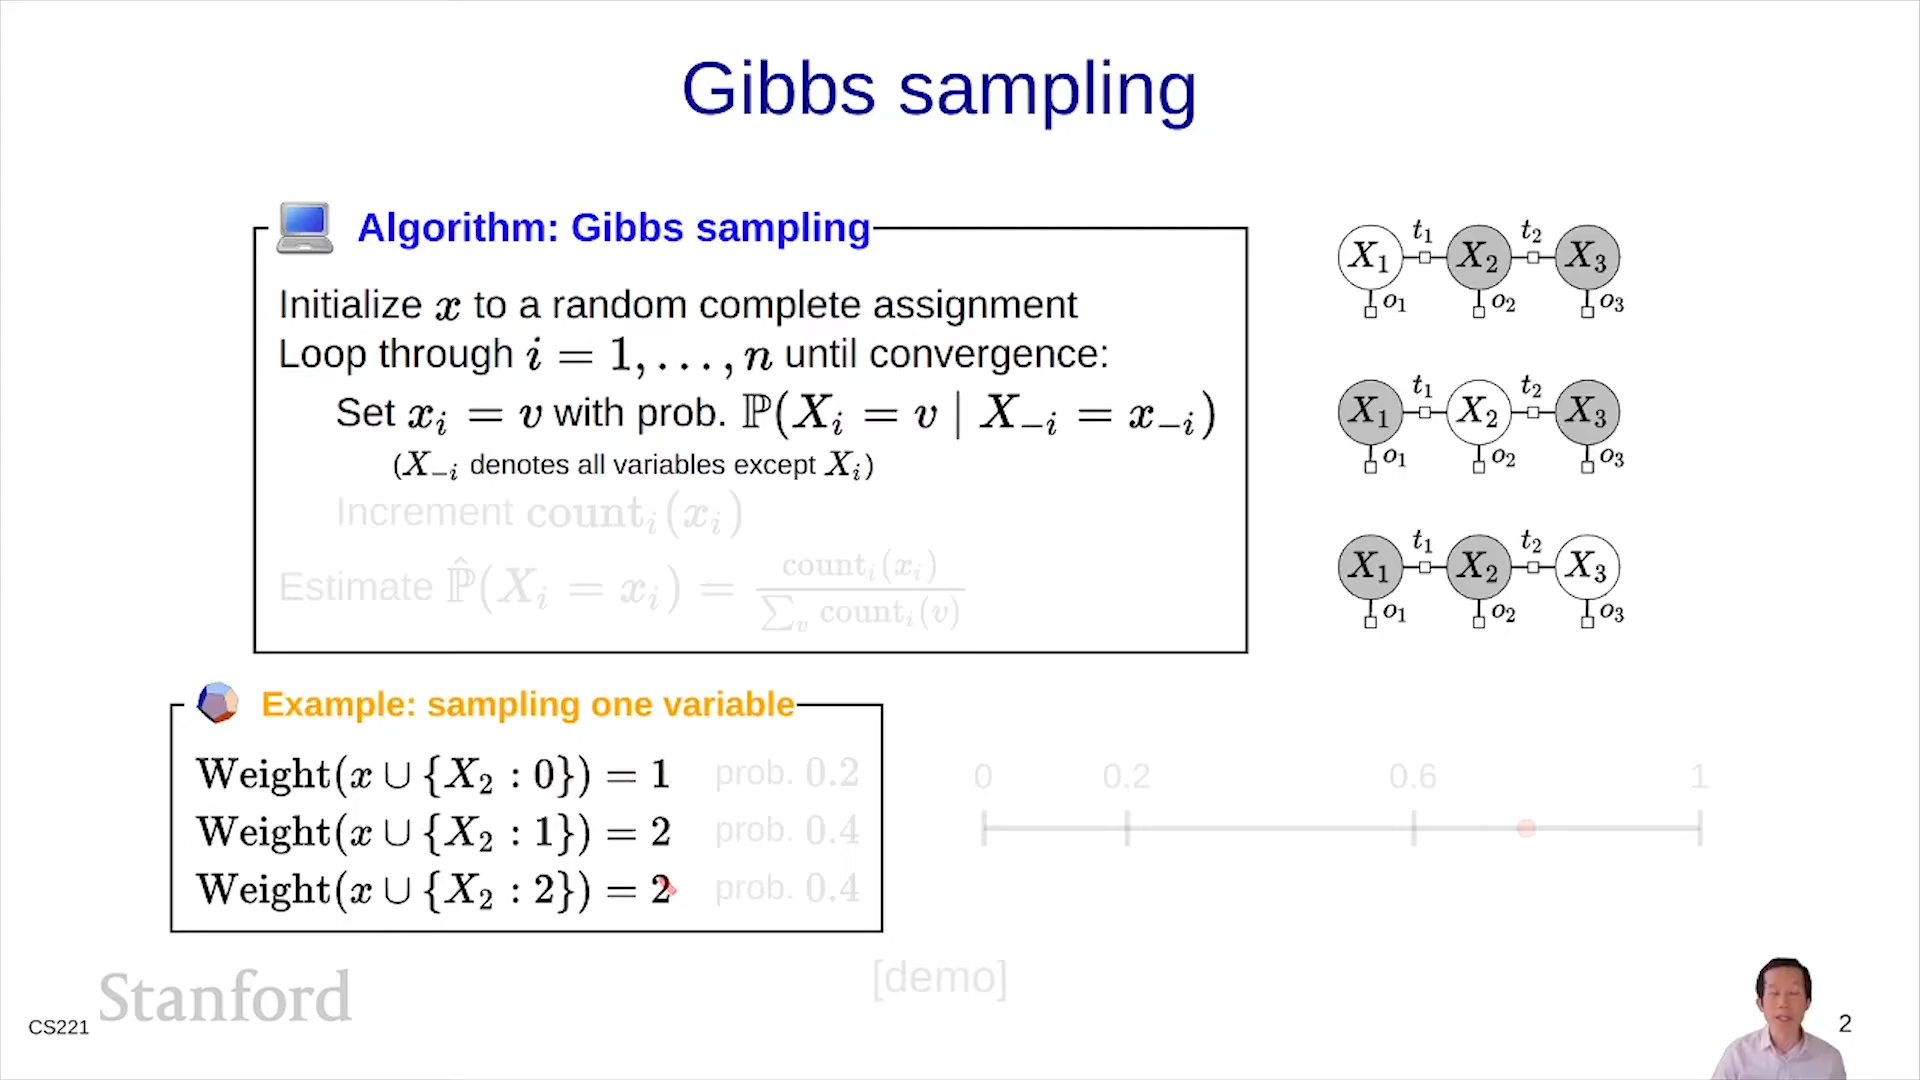 Gibbs sampling
Algorithm: Gibbs sampling
Initialize x to a random complete assignment
Loop through i = 1, . . . , n until convergence:
Set x_i = v with prob. ℙ(X_i = v | X_{−i} = x_{−i})
(X_{−i} denotes all variables except X_i)
Increment count_i(x_i)
Estimate ℙ̂(X_i = x_i) = count_i(x_i) / ∑_v count_i(v)
X_1 t_1 X_2 t_2 X_3
o_1 o_2 o_3
X_1 t_1 X_2 t_2 X_3
o_1 o_2 o_3
X_1 t_1 X_2 t_2 X_3
o_1 o_2 o_3
Example: sampling one variable
Weight(x ∪ {X_2 : 0}) = 1 prob. 0.2
Weight(x ∪ {X_2 : 1}) = 2 prob. 0.4
Weight(x ∪ {X_2 : 2}) = 2 prob. 0.4
0 0.2 0.6 1
[demo]
Stanford
CS221
2